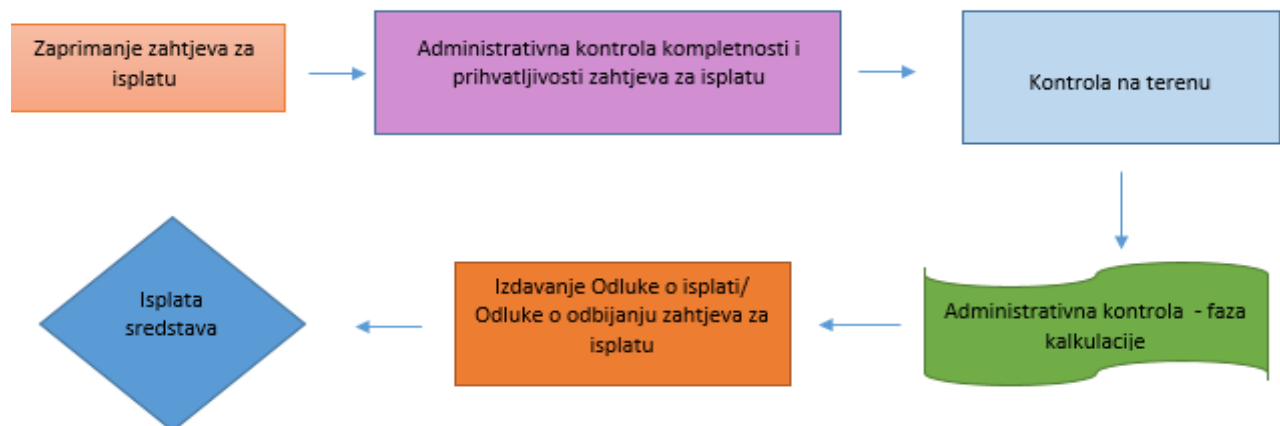 Zaprimanje zahtjeva za
isplatu
Administrativna kontrola kompletnosti i
prihvatljivosti zahtjeva za isplatu
Kontrola na terenu
Administrativna kontrola - faza
kalkulacije
Izdavanje Odluke o isplati/
Odluke o odbijanju zahtjeva za
isplatu
Isplata
sredstava